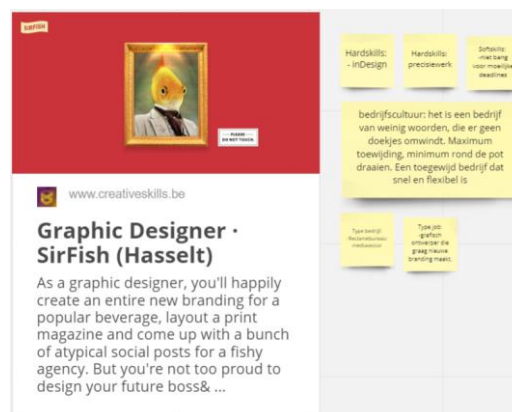 SIRFISH
PLEASE
DO NOT TOUCH
www.creativeskills.be
Graphic Designer ·
SirFish (Hasselt)
As a graphic designer, you'll happily
create an entire new branding for a
popular beverage, layout a print
magazine and come up with a bunch
of atypical social posts for a fishy
agency. But you're not too proud to
design your future boss& ...
Hardskills:
- inDesign
Hardskills:
precisiewerk
Softskills:
-niet bang
voor moeilijke
deadlines
bedrijfscultuur: het is een bedrijf
van weinig woorden, die er geen
doekjes omwindt. Maximum
toewijding, minimum rond de pot
draaien. Een toegewijd bedrijf dat
snel en flexibel is
Type bedrijf:
Type job:
-grafisch
ontwerper die
graag nieuwe
branding maakt.